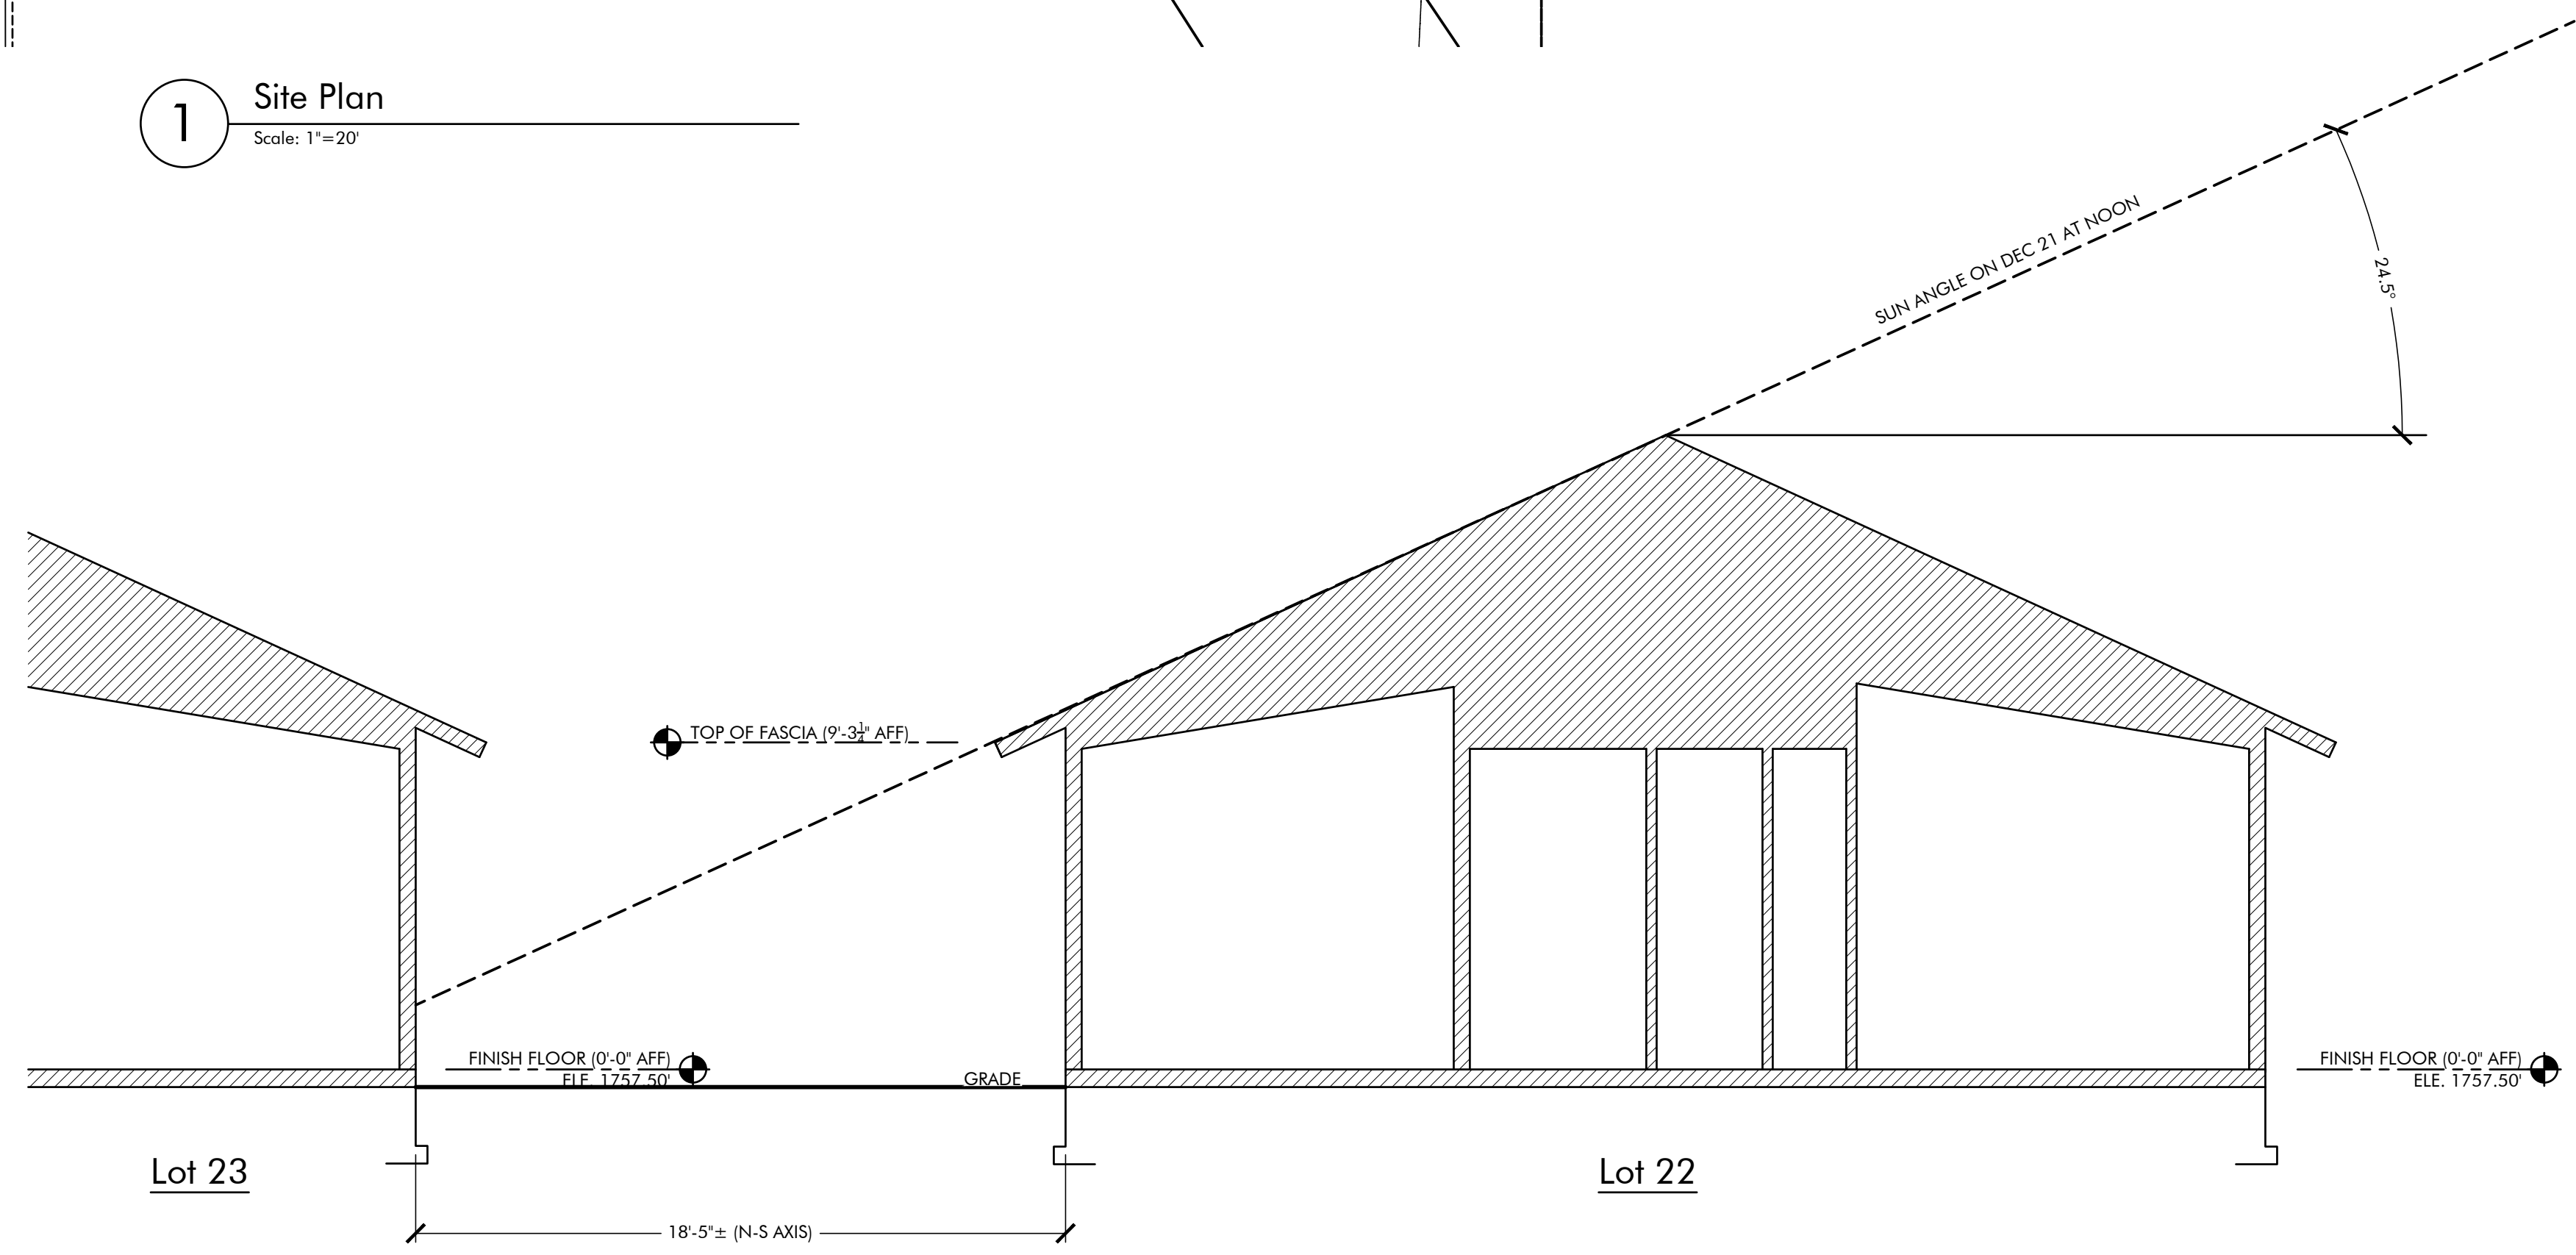 1
Site Plan
Scale: 1"=20'
SUN ANGLE ON DEC 21 AT NOON
24.5°
TOP OF FASCIA (9'-3 1/4" AFF)
FINISH FLOOR (0'-0" AFF)
ELE. 1757.50'
GRADE
FINISH FLOOR (0'-0" AFF)
ELE. 1757.50'
Lot 23
Lot 22
18'-5"± (N-S AXIS)